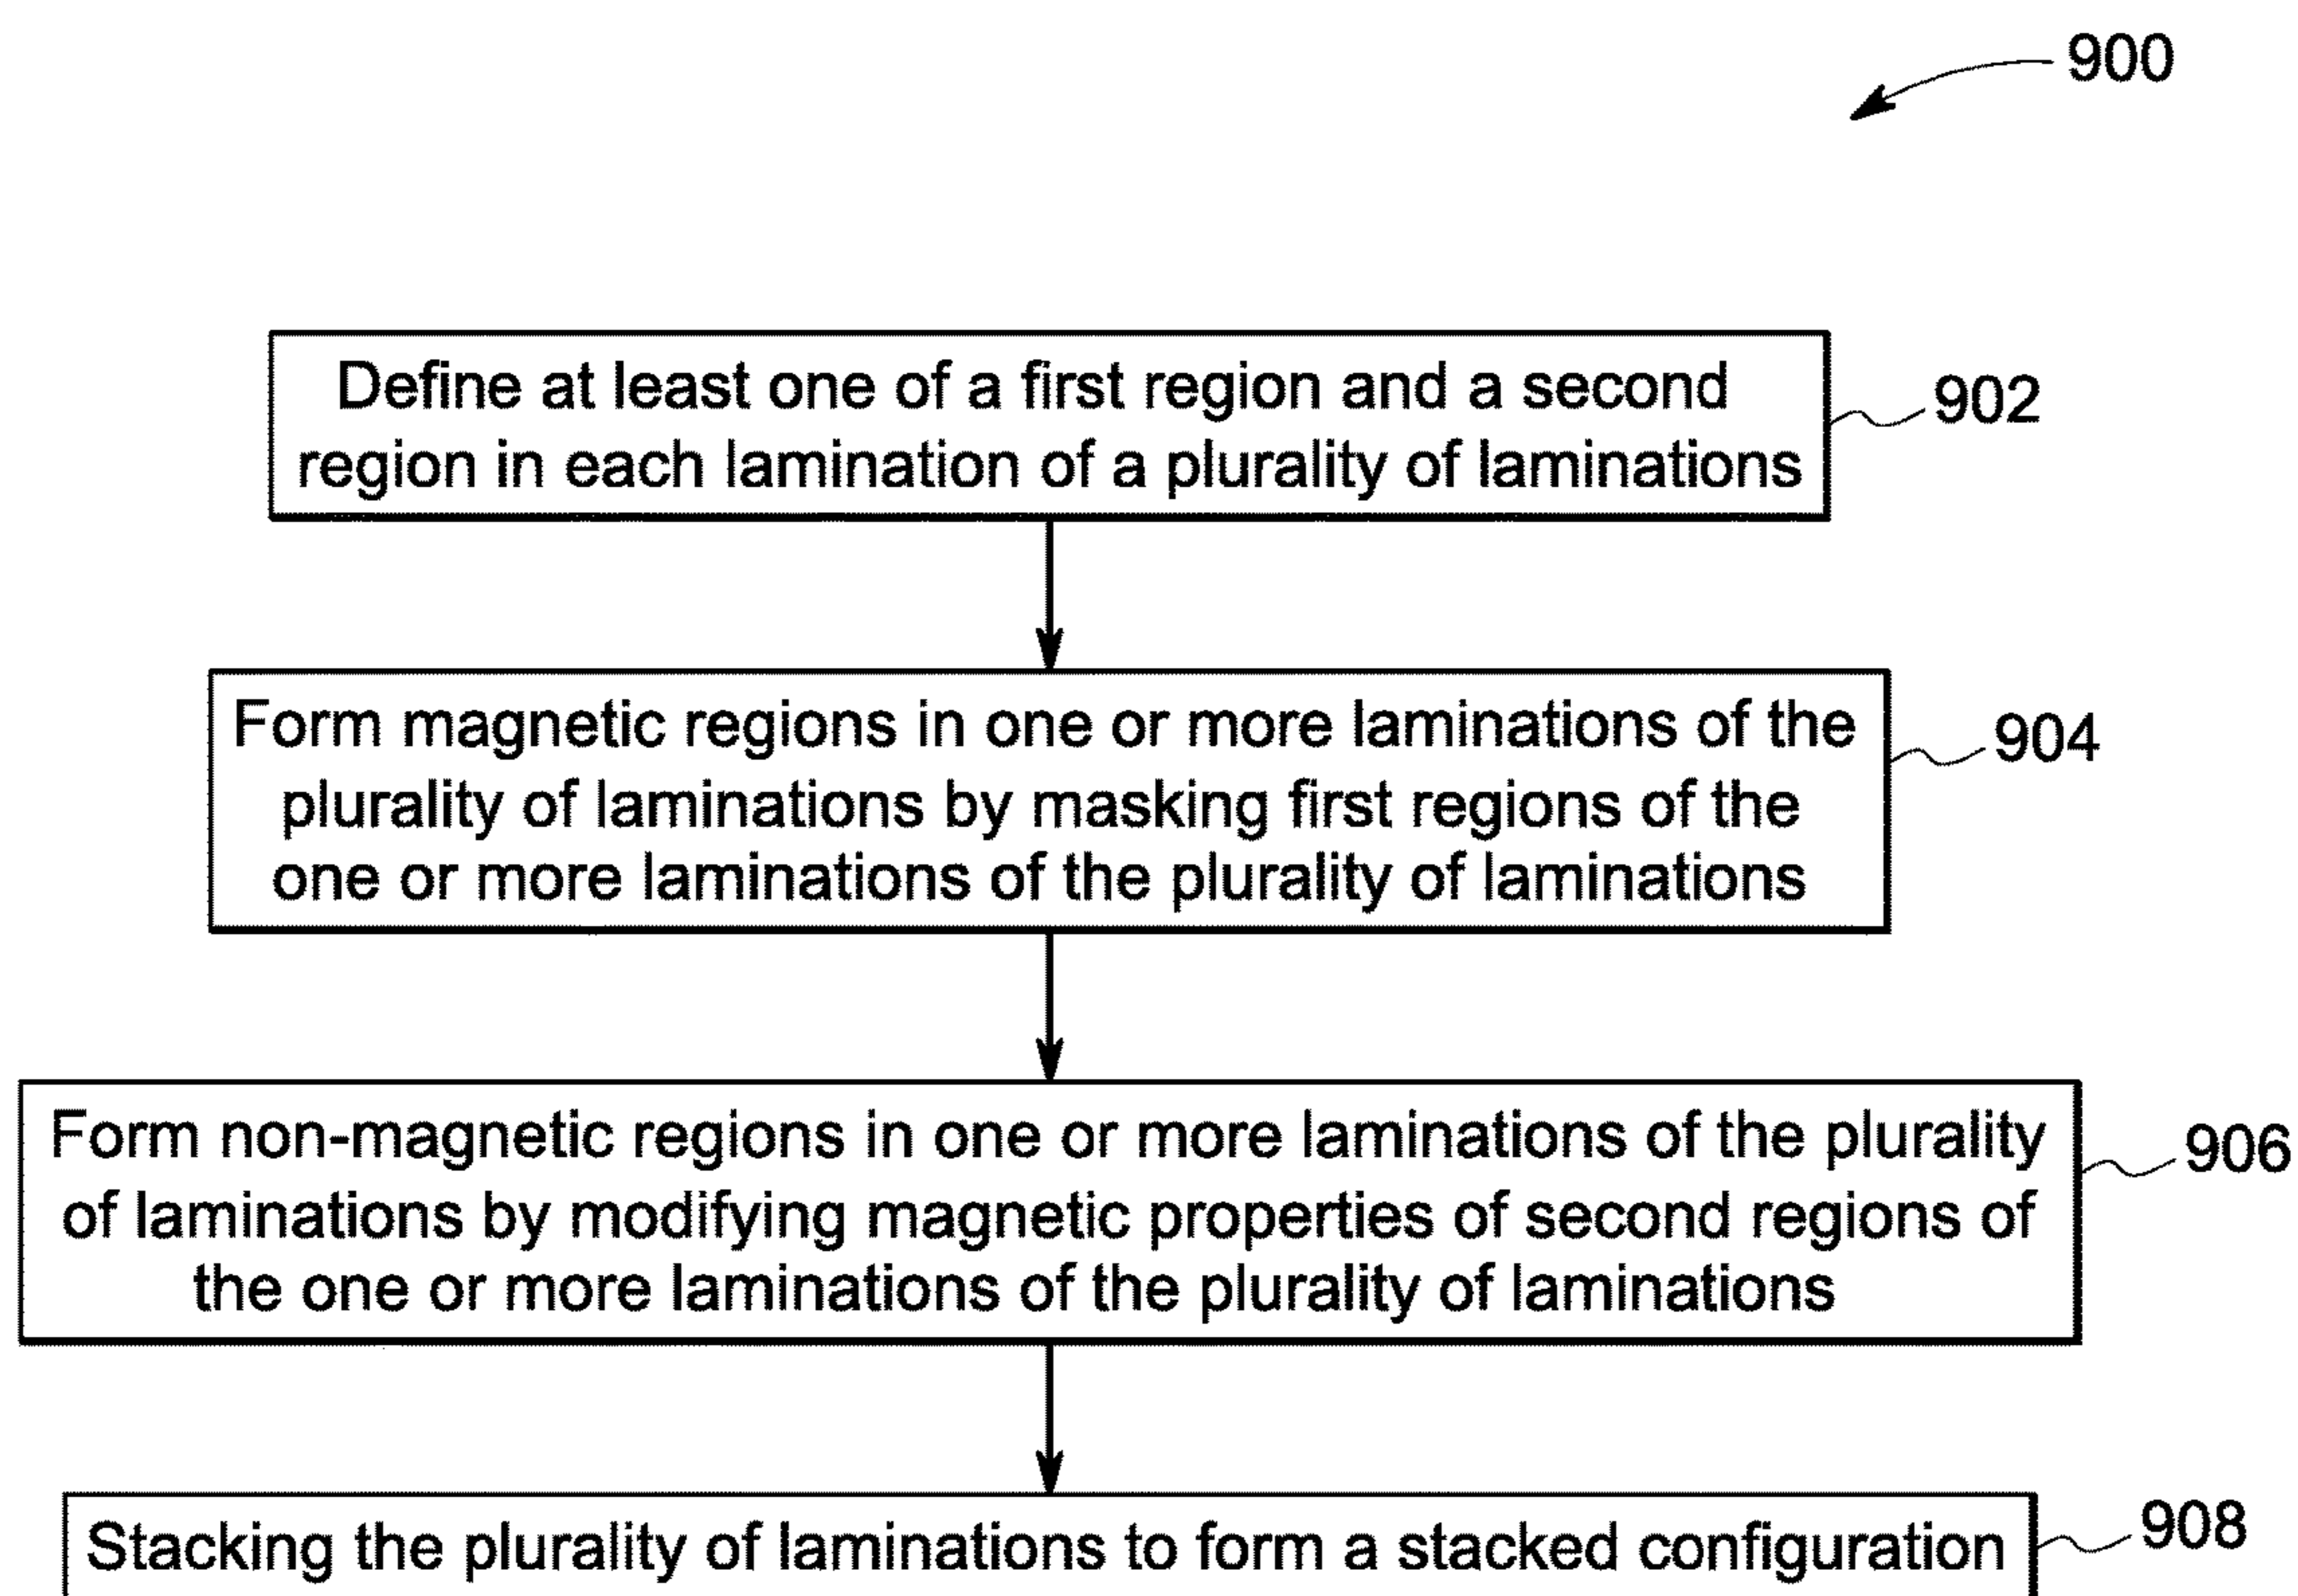 900
Define at least one of a first region and a second
region in each lamination of a plurality of laminations
902
Form magnetic regions in one or more laminations of the
plurality of laminations by masking first regions of the
one or more laminations of the plurality of laminations
904
Form non-magnetic regions in one or more laminations of the plurality
of laminations by modifying magnetic properties of second regions of
the one or more laminations of the plurality of laminations
906
Stacking the plurality of laminations to form a stacked configuration
908